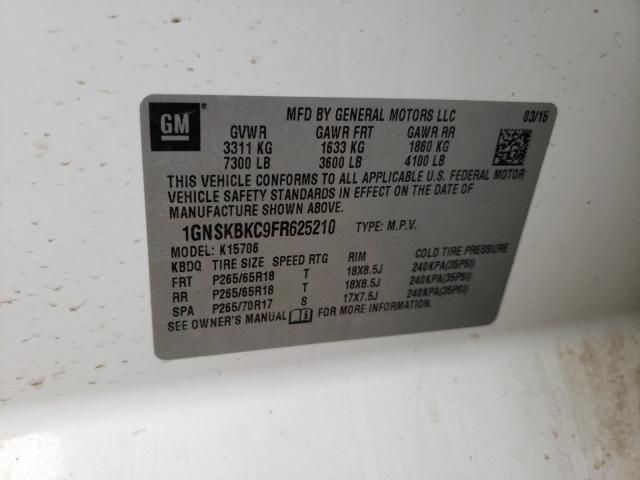 GM ®
MFD BY GENERAL MOTORS LLC 03/15
GVWR GAWR FRT GAWR RR
3311 KG 1633 KG 1860 KG
7300 LB 3600 LB 4100 LB
THIS VEHICLE CONFORMS TO ALL APPLICABLE U.S. FEDERAL MOTOR
VEHICLE SAFETY STANDARDS IN EFFECT ON THE DATE OF
MANUFACTURE SHOWN ABOVE.
1GNSKBKC9FR625210 TYPE: M.P.V.
MODEL: K15706
KBDQ TIRE SIZE SPEED RTG RIM COLD TIRE PRESSURE
FRT P265/65R18 T 18X8.5J 240KPA(35PSI)
RR P265/65R18 T 18X8.5J 240KPA(35PSI)
SPA P265/70R17 S 17X7.5J 240KPA(35PSI)
SEE OWNER'S MANUAL FOR MORE INFORMATION.